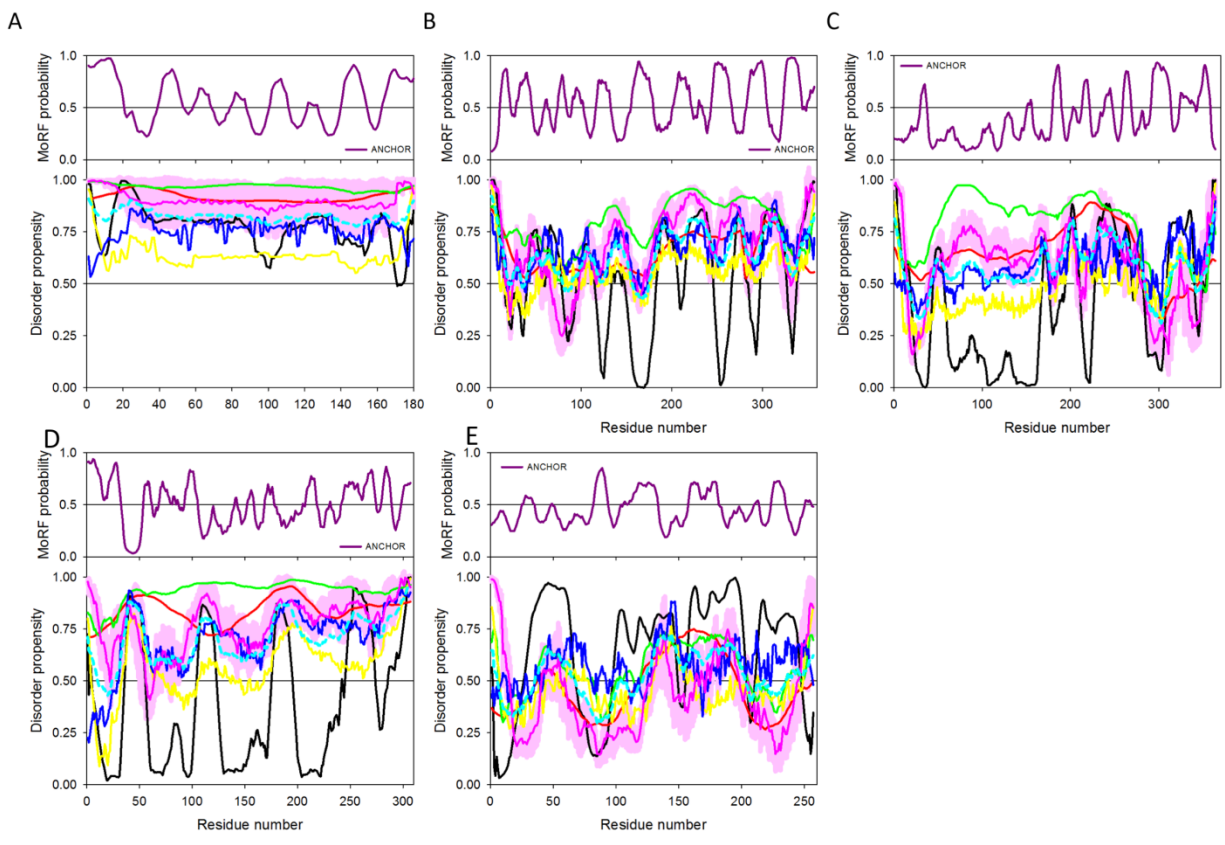 A
B
C
MoRF probability
1.0
0.5
0.0
ANCHOR
MoRF probability
1.0
0.5
0.0
ANCHOR
MoRF probability
1.0
0.5
0.0
ANCHOR
Disorder propensity
1.00
0.75
0.50
0.25
0.00
0 20 40 60 80 100 120 140 160 180
Residue number
Disorder propensity
1.00
0.75
0.50
0.25
0.00
0 100 200 300
Residue number
Disorder propensity
1.00
0.75
0.50
0.25
0.00
0 100 200 300
Residue number
D
E
MoRF probability
1.0
0.5
0.0
ANCHOR
MoRF probability
1.0
0.5
0.0
ANCHOR
Disorder propensity
1.00
0.75
0.50
0.25
0.00
0 50 100 150 200 250 300
Residue number
Disorder propensity
1.00
0.75
0.50
0.25
0.00
0 50 100 150 200 250
Residue number